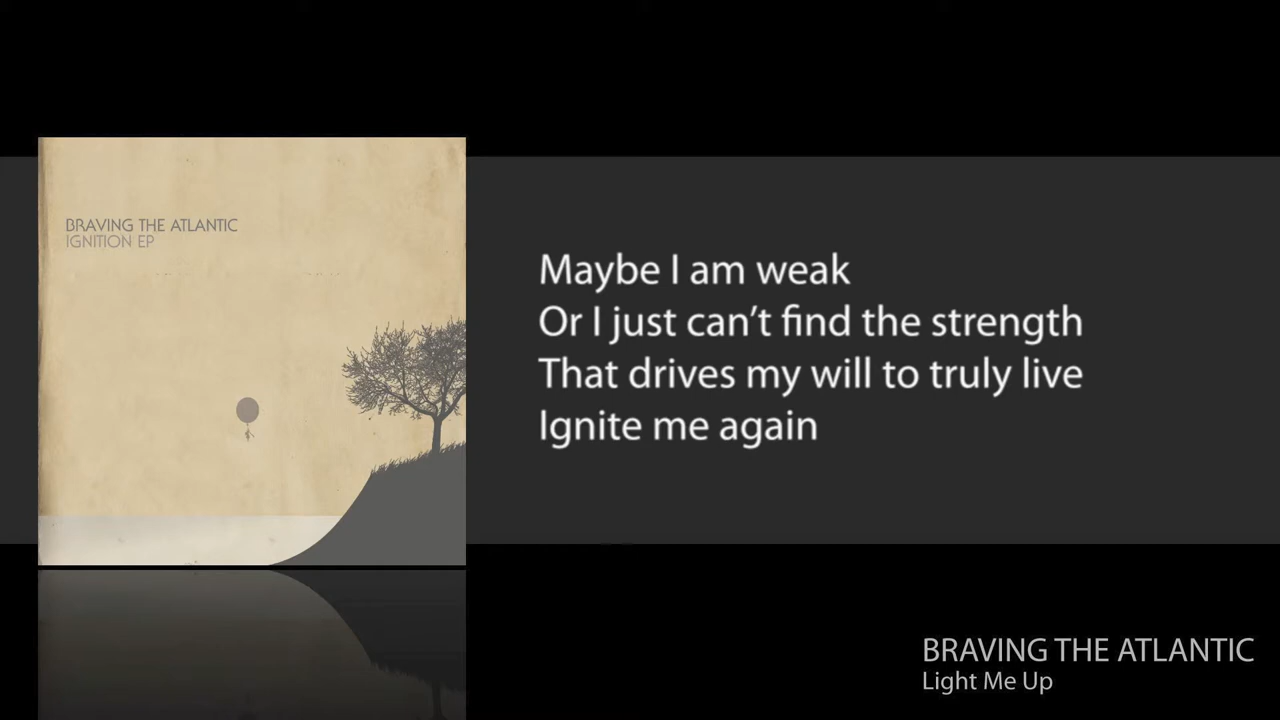 BRAVING THE ATLANTIC
IGNITION EP
Maybe I am weak
Or I just can't find the strength
That drives my will to truly live
Ignite me again
BRAVING THE ATLANTIC
Light Me Up